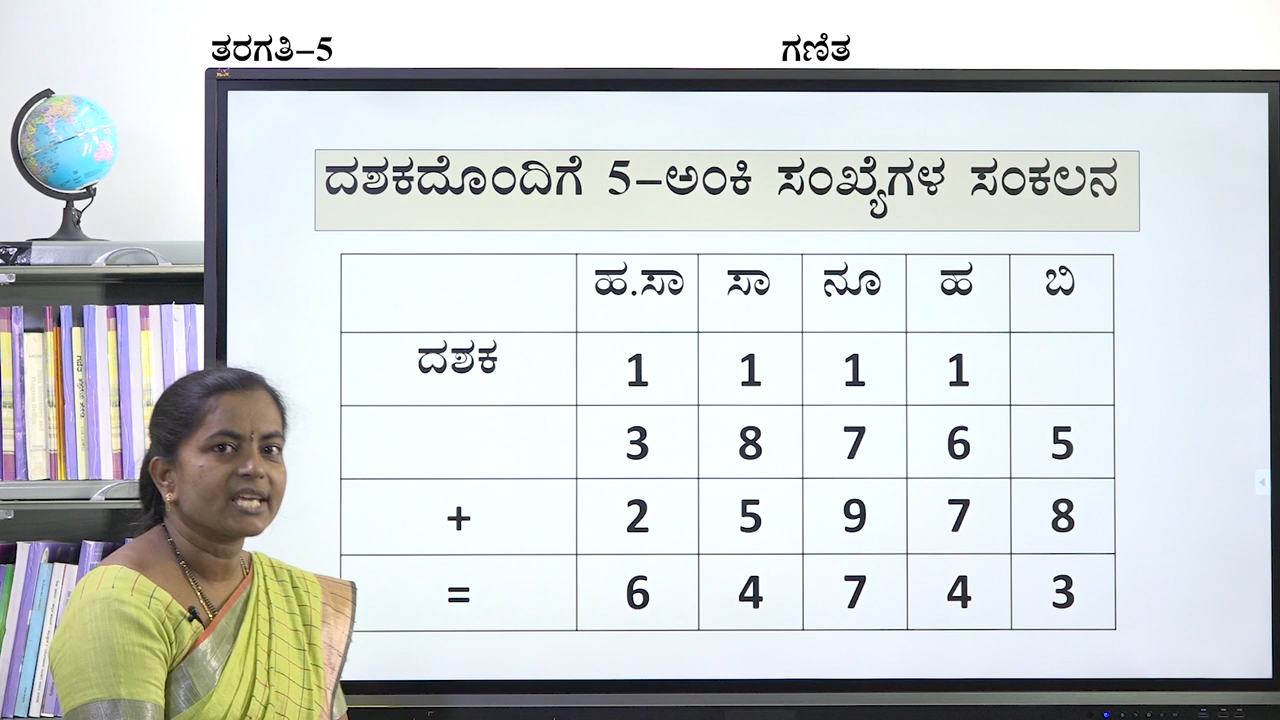 ತರಗತಿ-5 ಗಣಿತ
ದಶಕದೊಂದಿಗೆ 5-ಅಂಕಿ ಸಂಖ್ಯೆಗಳ ಸಂಕಲನ
ಹ.ಸಾ ಸಾ ನೂ ಹ ಬಿ
ದಶಕ 1 1 1 1
3 8 7 6 5
+ 2 5 9 7 8
= 6 4 7 4 3